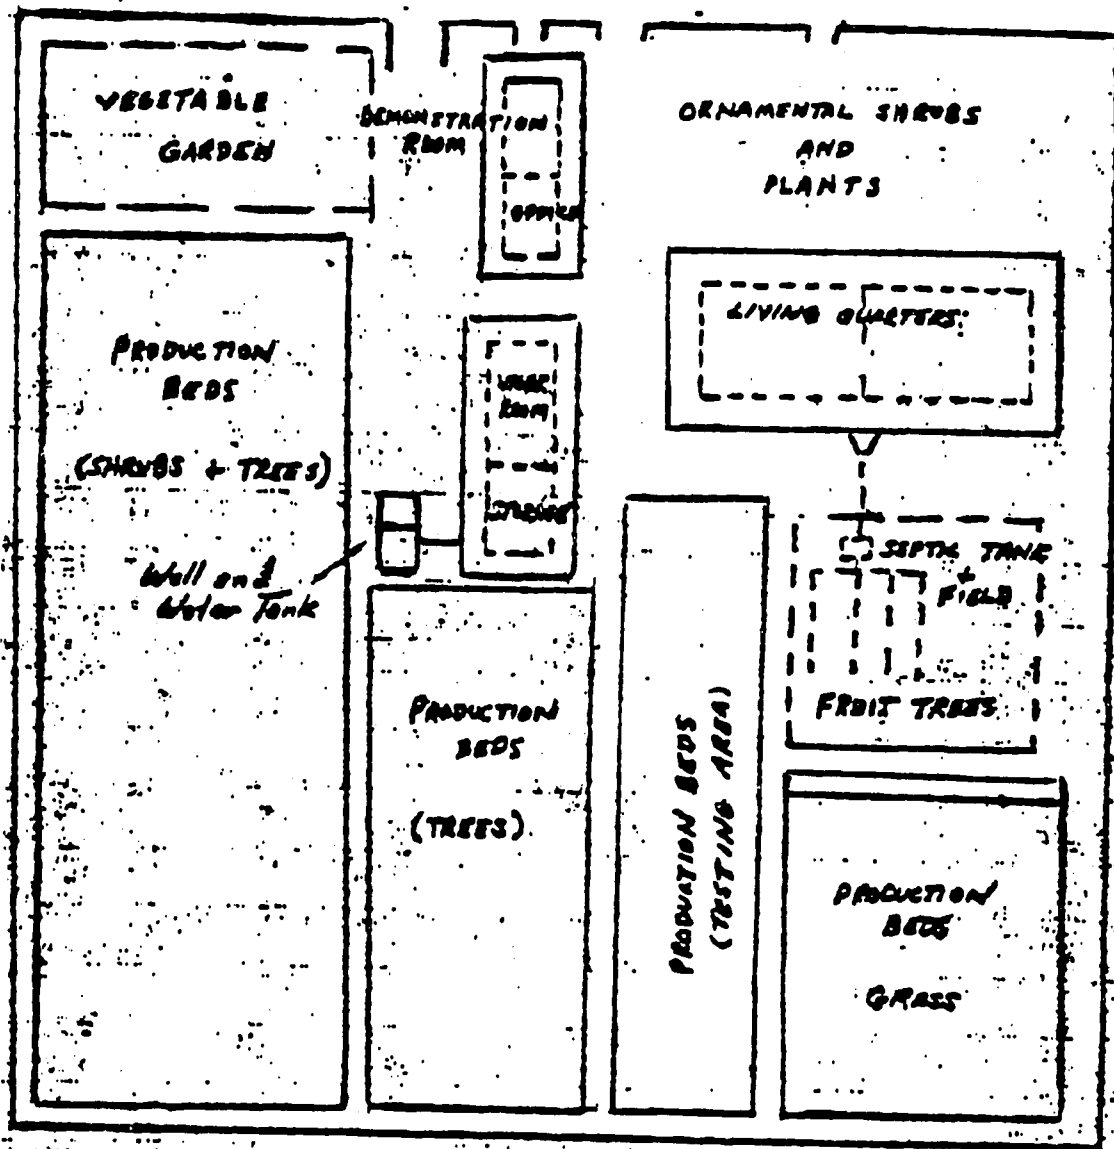 VEGETABLE
GARDEN
DEMONSTRATION
ROOM
OFFICE
ORNAMENTAL SHRUBS
AND
PLANTS
LIVING QUARTERS
PRODUCTION
BEDS
(SHRUBS + TREES)
WORK
ROOM
STORAGE
Well and
Water Tank
SEPTIC TANK
+
FIELD
FRUIT TREES
PRODUCTION
BEDS
(TREES)
PRODUCTION BEDS
(TESTING AREA)
PRODUCTION
BEDS
GRASS